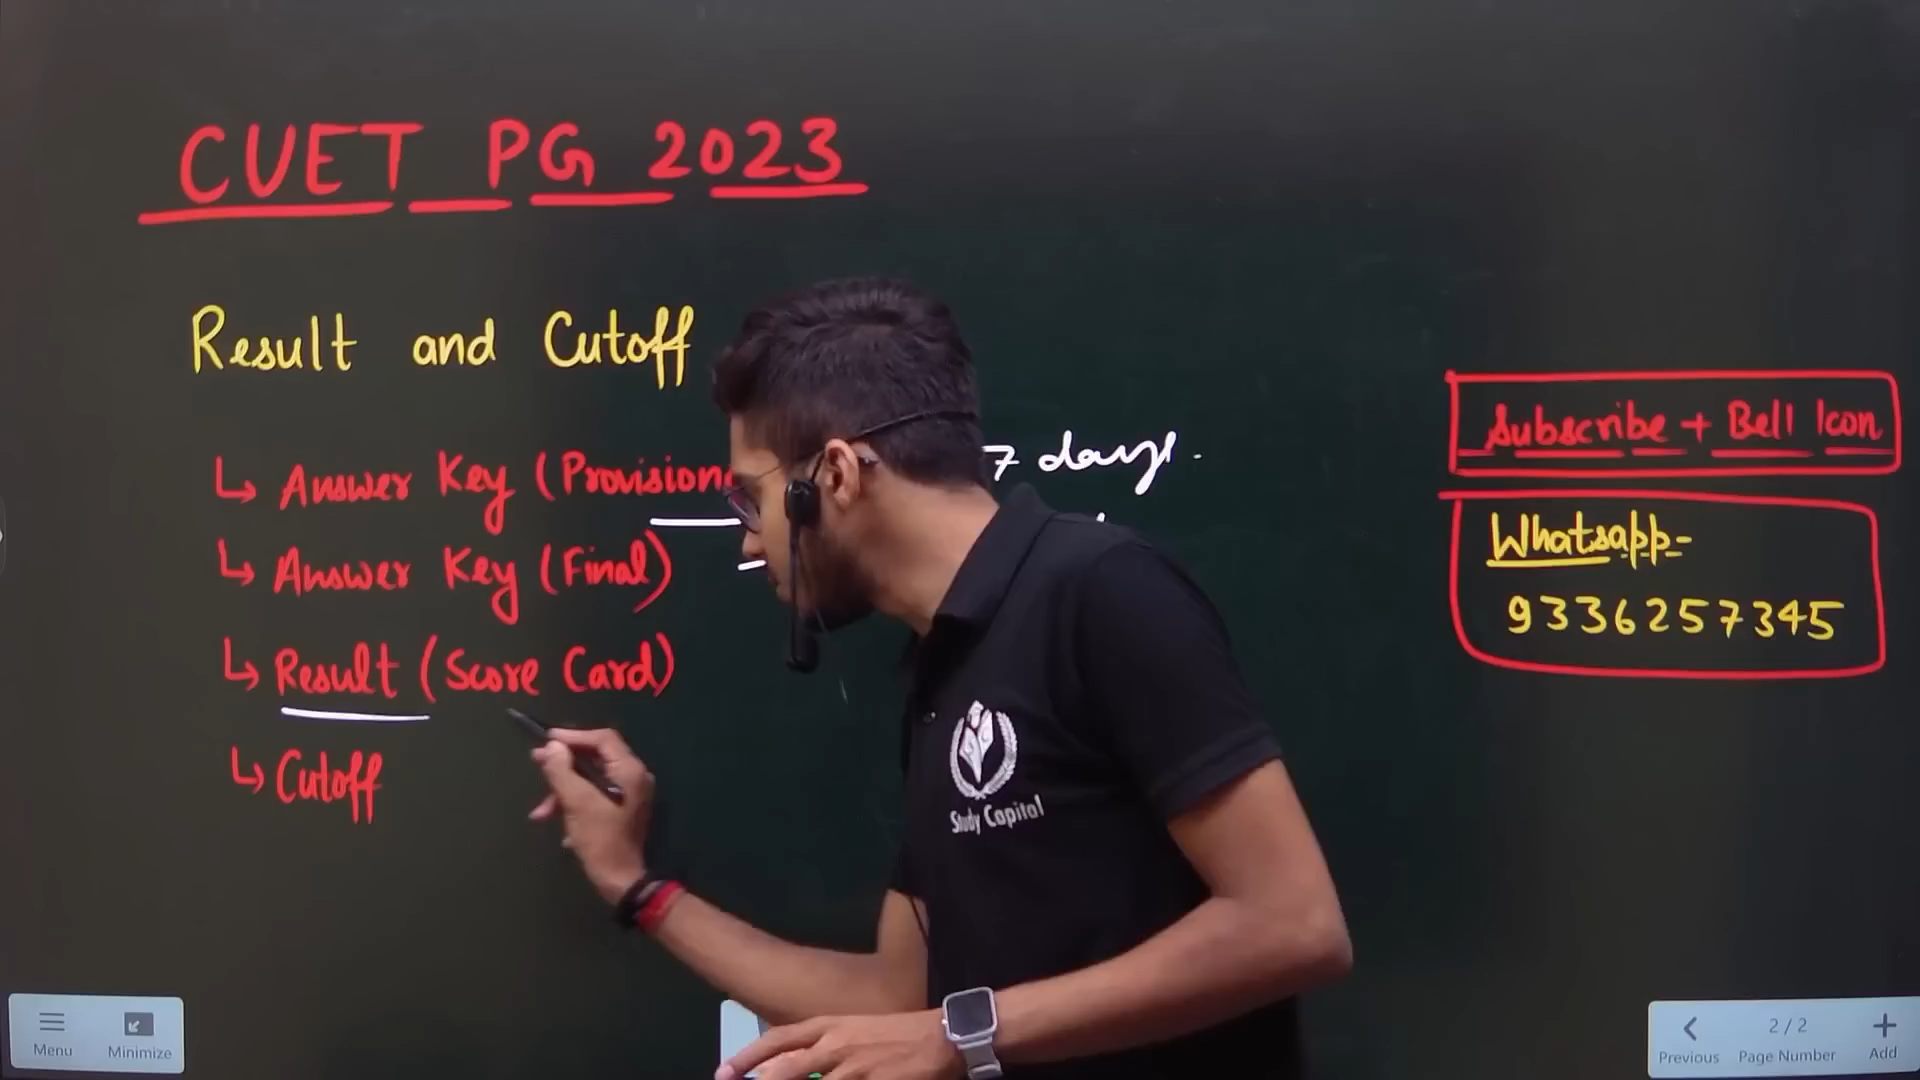 CUET PG 2023
Result and Cutoff
↳ Answer Key (Provision
7 days.
↳ Answer Key (Final)
↳ Result (Score Card)
↳ Cutoff
Subscribe + Bell Icon
Whatsapp-
9336257345
Study Capital
Menu
Minimize
2/2
Previous
Page Number
Add